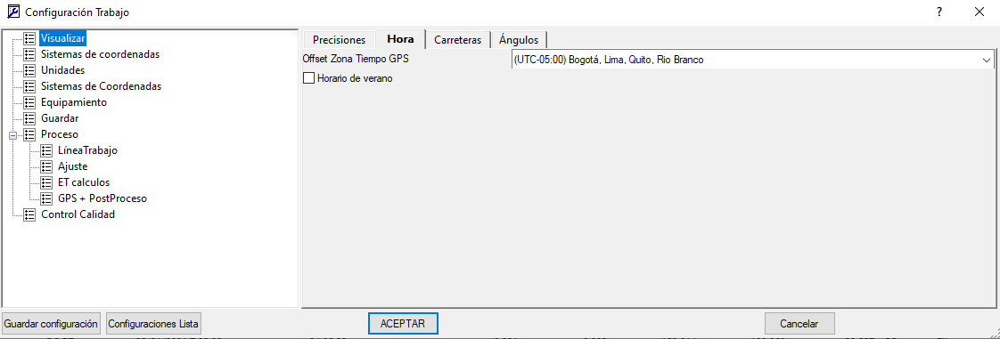 Configuración Trabajo
?
Visualizar
Sistemas de coordenadas
Unidades
Sistemas de Coordenadas
Equipamiento
Guardar
Proceso
LíneaTrabajo
Ajuste
ET calculos
GPS + PostProceso
Control Calidad
Precisiones Hora Carreteras Ángulos
Offset Zona Tiempo GPS (UTC-05:00) Bogotá, Lima, Quito, Rio Branco
Horario de verano
Guardar configuración Configuraciones Lista ACEPTAR Cancelar